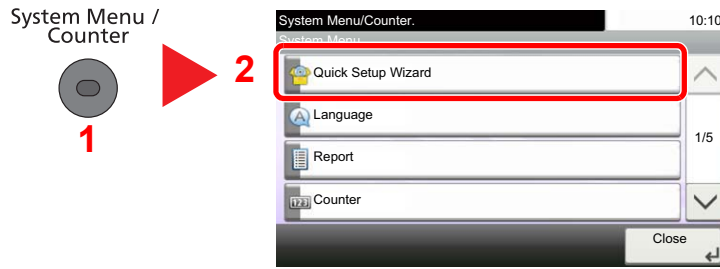 System Menu /
Counter
1
2
System Menu/Counter.
10:10
System Menu
Quick Setup Wizard
Language
1/5
Report
123 Counter
Close